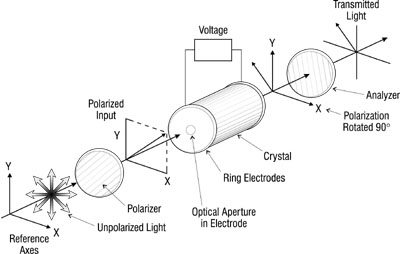 Transmitted
Light
Voltage
Y
X
Analyzer
Polarization
Rotated 90°
Polarized
Input
Y
X
Crystal
Ring Electrodes
Optical Aperture
in Electrode
Y
X
Polarizer
Unpolarized Light
Reference
Axes